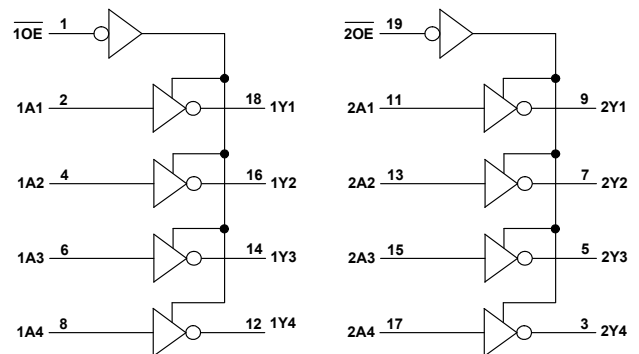 1OE 1
1A1 2 18 1Y1
1A2 4 16 1Y2
1A3 6 14 1Y3
1A4 8 12 1Y4
2OE 19
2A1 11 9 2Y1
2A2 13 7 2Y2
2A3 15 5 2Y3
2A4 17 3 2Y4